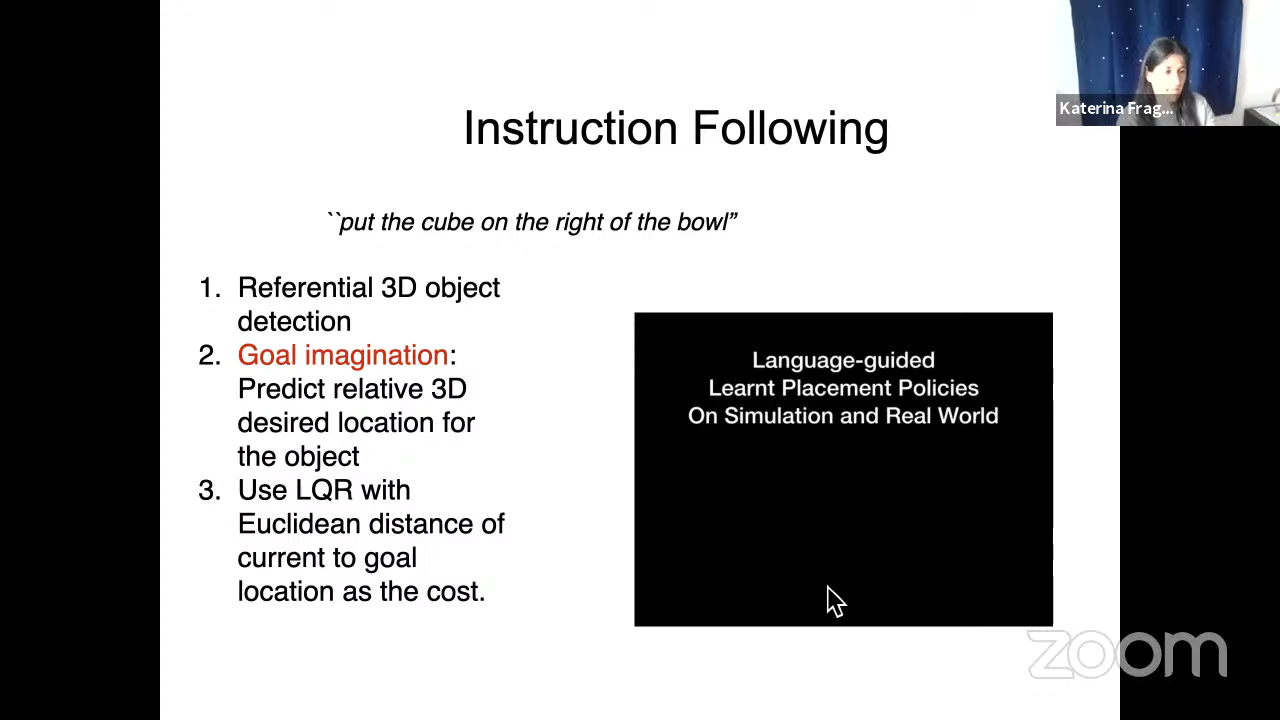 Katerina Frag...
Instruction Following
``put the cube on the right of the bowl”
1. Referential 3D object
detection
2. Goal imagination:
Predict relative 3D
desired location for
the object
3. Use LQR with
Euclidean distance of
current to goal
location as the cost.
Language-guided
Learnt Placement Policies
On Simulation and Real World
zoom